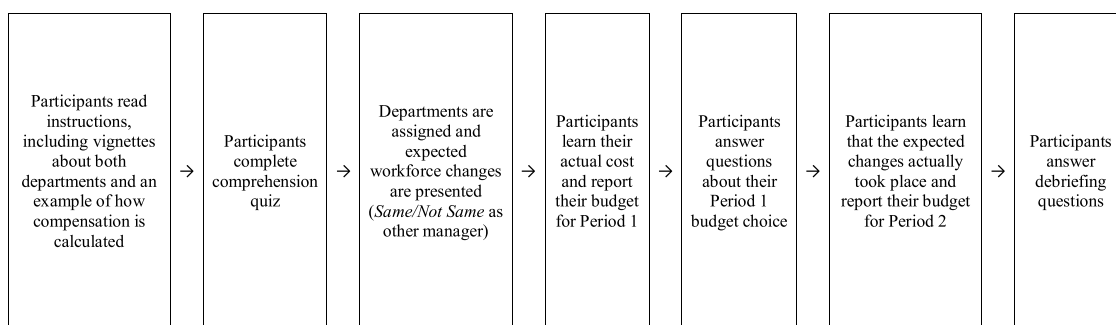 Participants read
instructions,
including vignettes
about both
departments and an
example of how
compensation is
calculated
→
Participants
complete
comprehension
quiz
→
Departments are
assigned and
expected
workforce changes
are presented
(Same/Not Same as
other manager)
→
Participants
learn their
actual cost
and report
their budget
for Period 1
→
Participants
answer
questions
about their
Period 1
budget choice
→
Participants learn
that the expected
changes actually
took place and
report their budget
for Period 2
→
Participants
answer
debriefing
questions